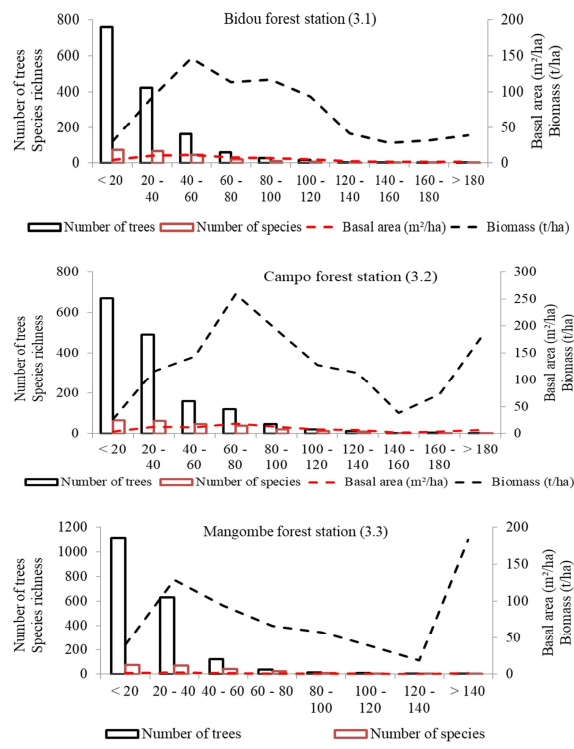 Bidou forest station (3.1)
Number of trees
Species richness
800
600
400
200
0
200
150
100
50
0
Basal area (m²/ha)
Biomass (t/ha)
< 20
20 - 40
40 - 60
60 - 80
80 - 100
100 - 120
120 - 140
140 - 160
160 - 180
> 180
Number of trees
Number of species
Basal area (m²/ha)
Biomass (t/ha)
Campo forest station (3.2)
Number of trees
Species richness
800
600
400
200
0
300
250
200
150
100
50
0
Basal area (m²/ha)
Biomass (t/ha)
< 20
20 - 40
40 - 60
60 - 80
80 - 100
100 - 120
120 - 140
140 - 160
160 - 180
> 180
Number of trees
Number of species
Basal area (m²/ha)
Biomass (t/ha)
Mangombe forest station (3.3)
Number of trees
Species richness
1200
1000
800
600
400
200
0
200
150
100
50
0
Basal area (m²/ha)
Biomass (t/ha)
< 20
20 - 40
40 - 60
60 - 80
80 - 100
100 - 120
120 - 140
> 140
Number of trees
Number of species